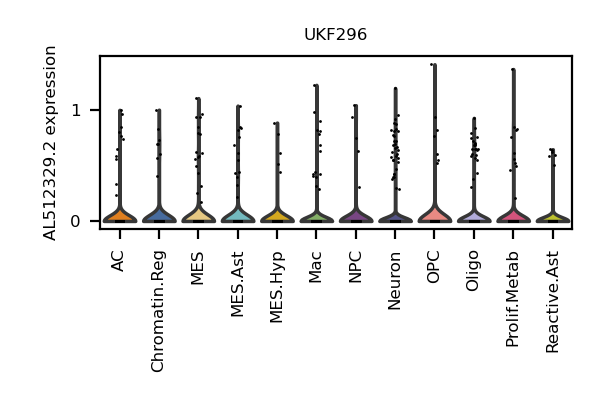 UKF296
AL512329.2 expression
1
0
AC
Chromatin.Reg
MES
MES.Ast
MES.Hyp
Mac
NPC
Neuron
OPC
Oligo
Prolif.Metab
Reactive.Ast